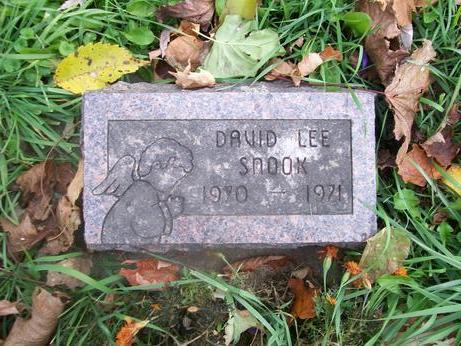 DAVID LEE
SNOOK
1970 — 1971